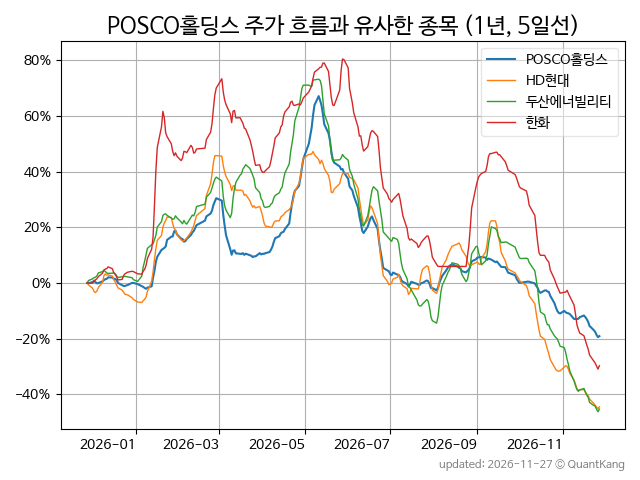 POSCO홀딩스 주가 흐름과 유사한 종목 (1년, 5일선)
POSCO홀딩스
HD현대
두산에너빌리티
한화
80%
60%
40%
20%
0%
−20%
−40%
2026-01
2026-03
2026-05
2026-07
2026-09
2026-11
updated: 2026-11-27 © QuantKang